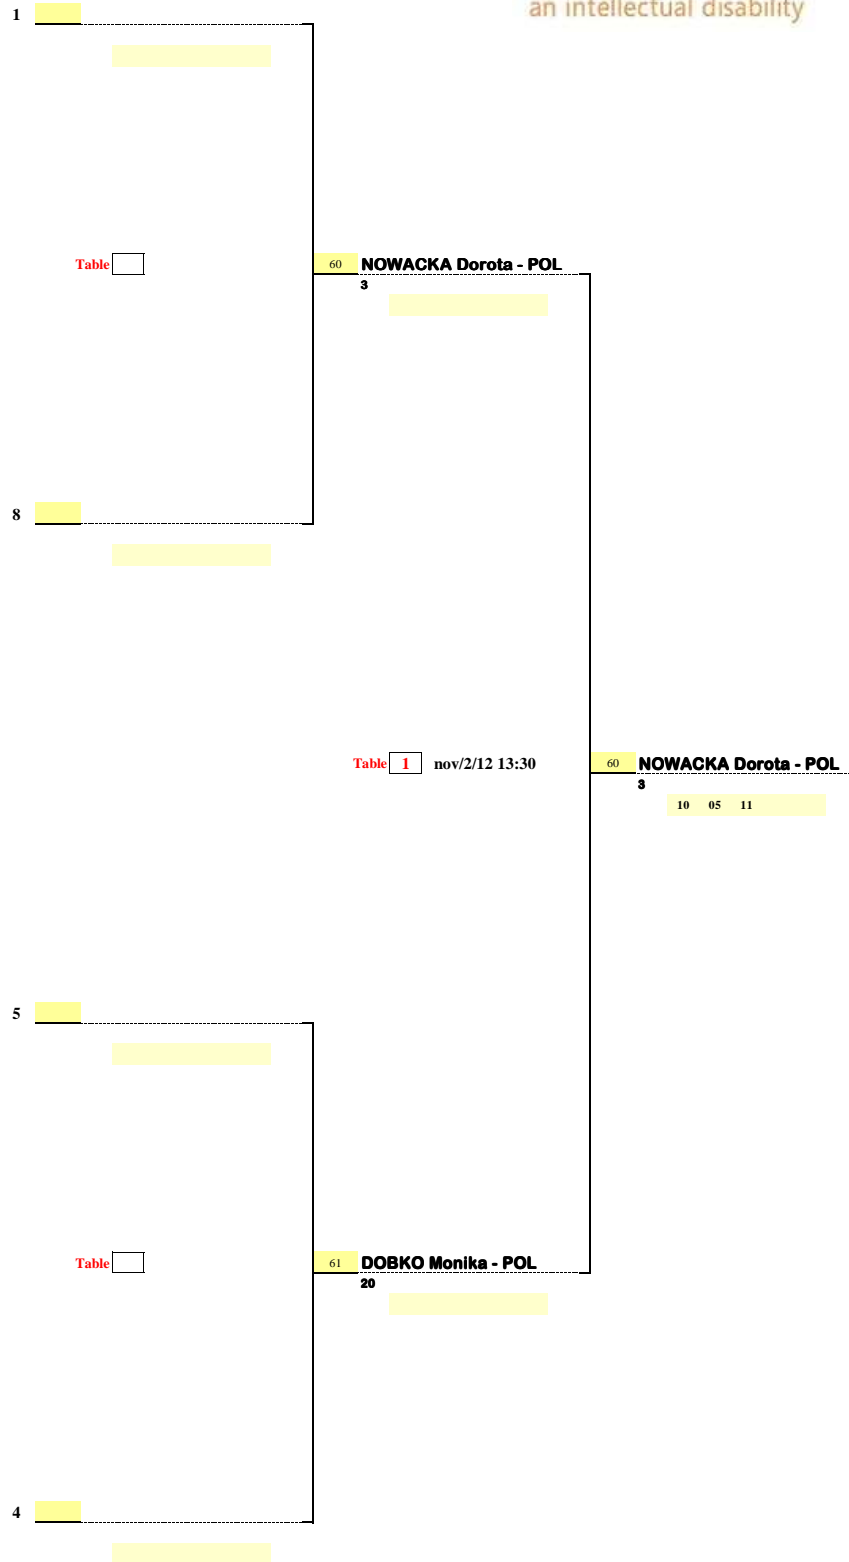 an intellectual disability
1
Table
60 NOWACKA Dorota - POL
3
8
Table 1 nov/2/12 13:30
60 NOWACKA Dorota - POL
3
10 05 11
5
Table
61 DOBKO Monika - POL
20
4